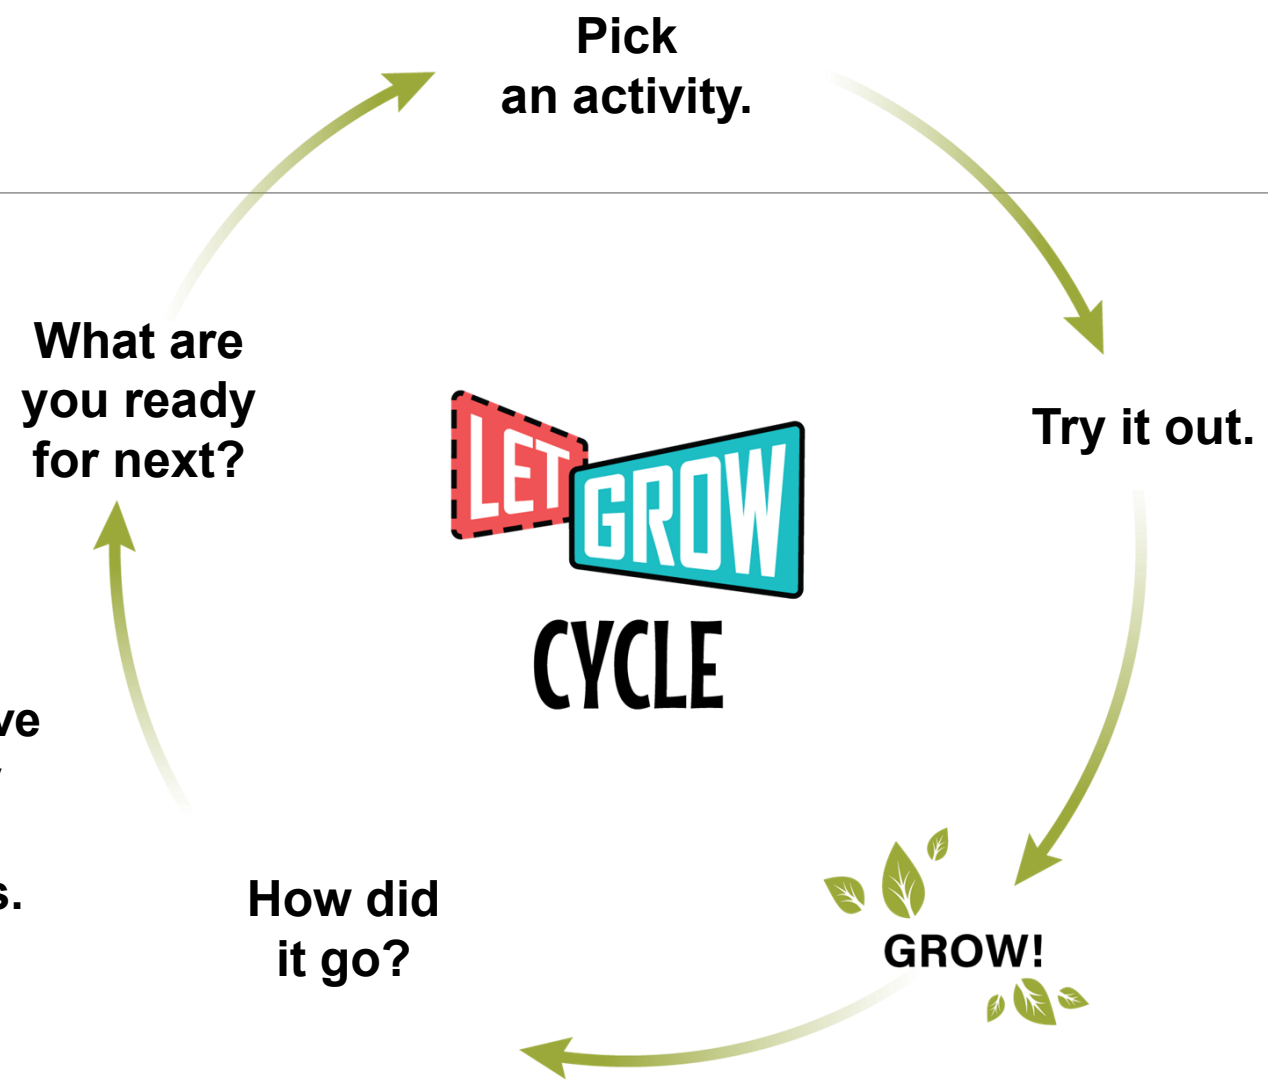 Pick
an activity.
What are
you ready
for next?
Try it out.
LET
GROW
CYCLE
ve
s.
How did
it go?
GROW!